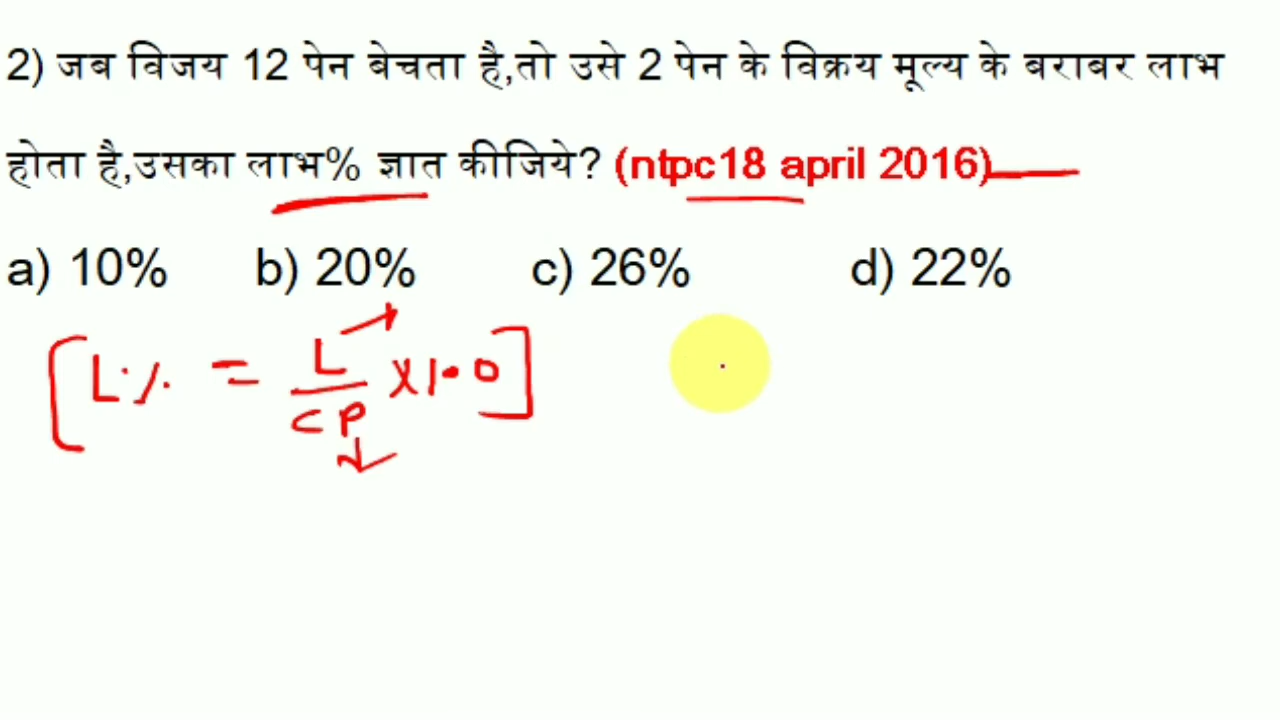 2) जब विजय 12 पेन बेचता है,तो उसे 2 पेन के विक्रय मूल्य के बराबर लाभ
होता है,उसका लाभ% ज्ञात कीजिये? (ntpc18 april 2016)
a) 10% b) 20% c) 26% d) 22%
[L% = L/CP X100]